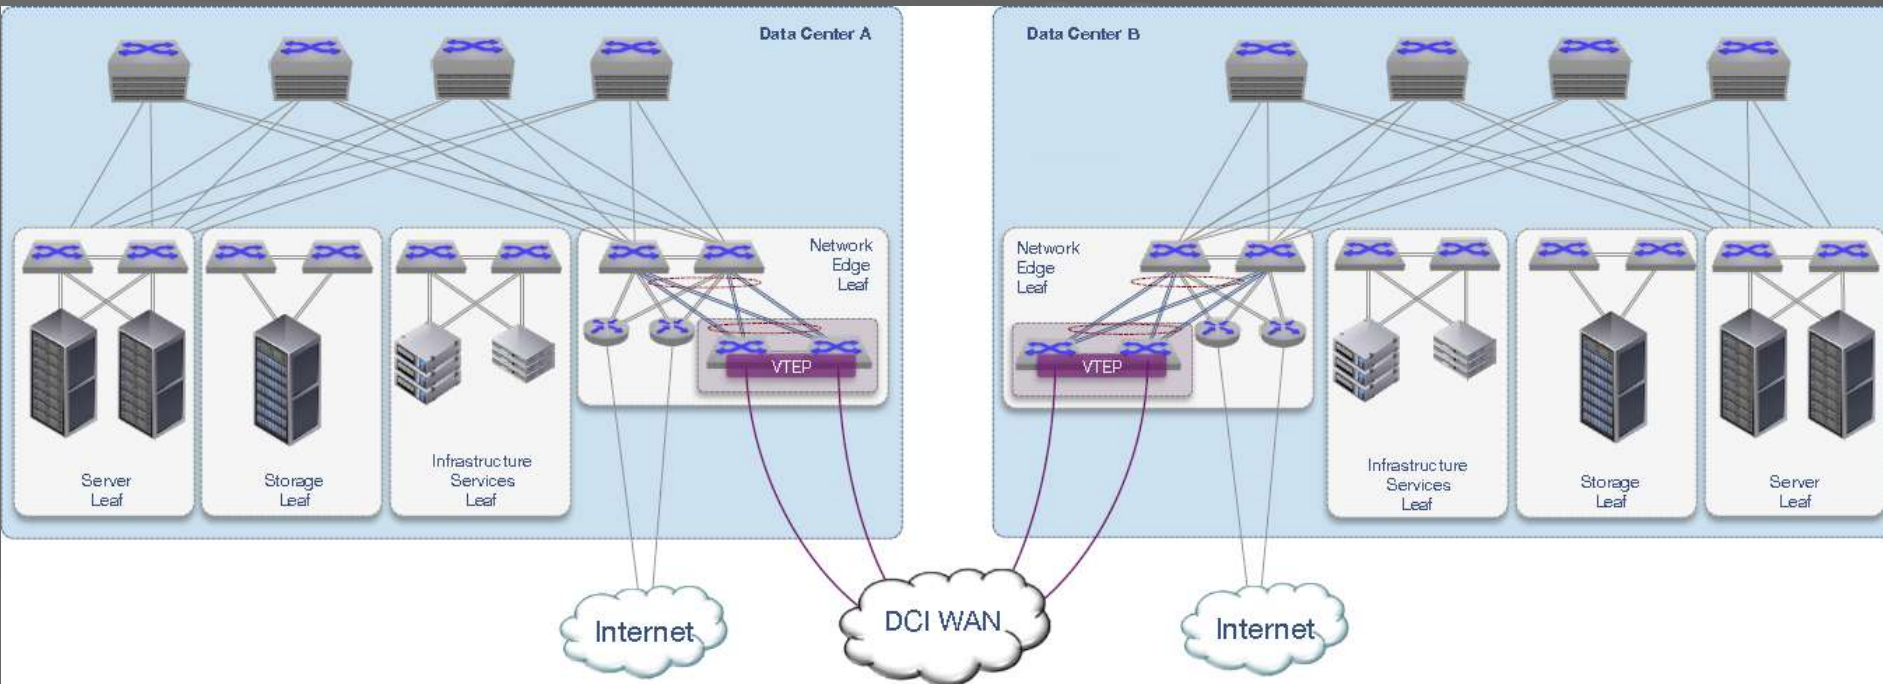 Data Center A
Data Center B
Network
Edge
Leaf
VTEP
Server
Leaf
Storage
Leaf
Infrastructure
Services
Leaf
Network
Edge
Leaf
VTEP
Infrastructure
Services
Leaf
Storage
Leaf
Server
Leaf
Internet
DCI WAN
Internet